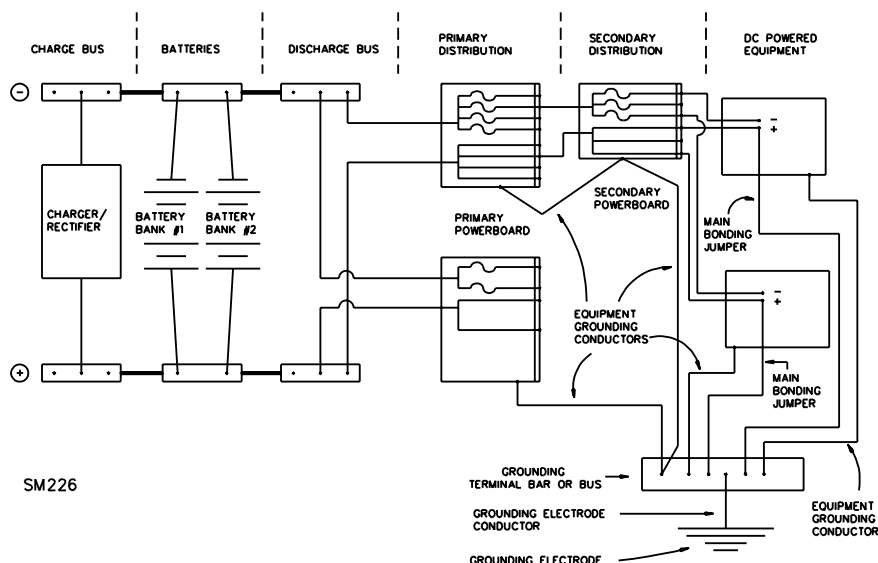 CHARGE BUS
BATTERIES
DISCHARGE BUS
PRIMARY
DISTRIBUTION
SECONDARY
DISTRIBUTION
DC POWERED
EQUIPMENT
−
−
+
CHARGER/
RECTIFIER
BATTERY
BANK #1
BATTERY
BANK #2
PRIMARY
POWERBOARD
SECONDARY
POWERBOARD
MAIN
BONDING
JUMPER
−
+
EQUIPMENT
GROUNDING
CONDUCTORS
MAIN
BONDING
JUMPER
+
SM226
GROUNDING
TERMINAL BAR OR BUS
GROUNDING ELECTRODE
CONDUCTOR
GROUNDING ELECTRODE
EQUIPMENT
GROUNDING
CONDUCTOR